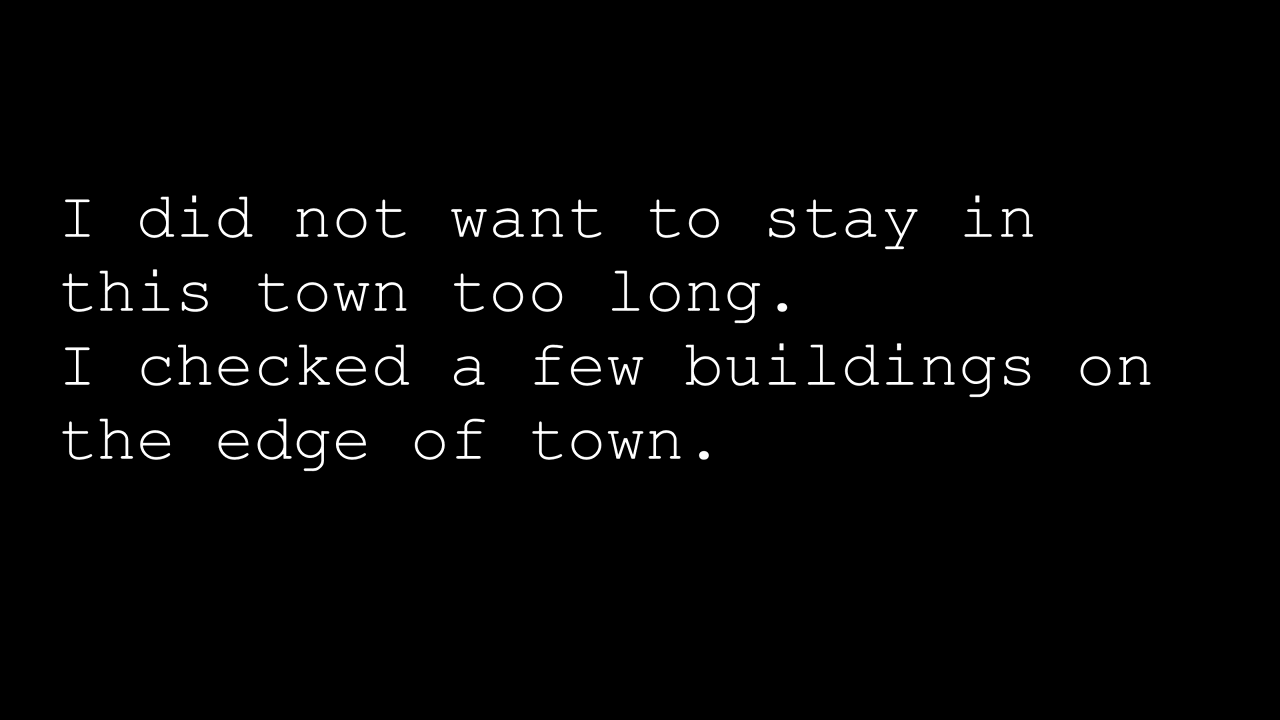 I did not want to stay in
this town too long.
I checked a few buildings on
the edge of town.